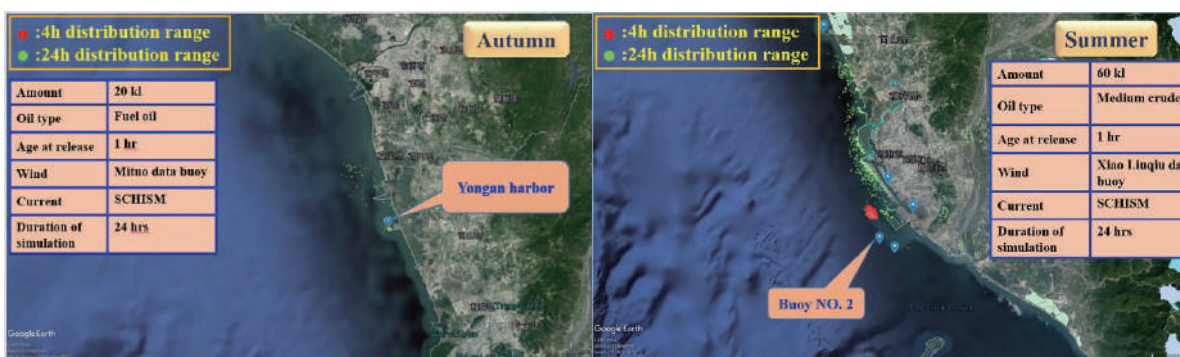 :4h distribution range
:24h distribution range
Autumn
Amount 20 kl
Oil type Fuel oil
Age at release 1 hr
Wind Mituo data buoy
Current SCHISM
Duration of
simulation 24 hrs
Yongan harbor
Google Earth
:4h distribution range
:24h distribution range
Summer
Amount 60 kl
Oil type Medium crude
Age at release 1 hr
Wind Xiao Liuqiu da
buoy
Current SCHISM
Duration of
simulation 24 hrs
Buoy NO. 2
Google Earth